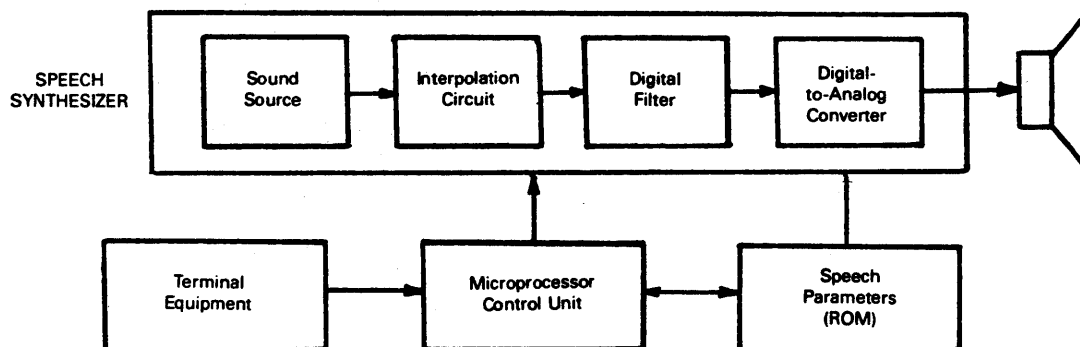 SPEECH
SYNTHESIZER
Sound
Source
Interpolation
Circuit
Digital
Filter
Digital-
to-Analog
Converter
Terminal
Equipment
Microprocessor
Control Unit
Speech
Parameters
(ROM)